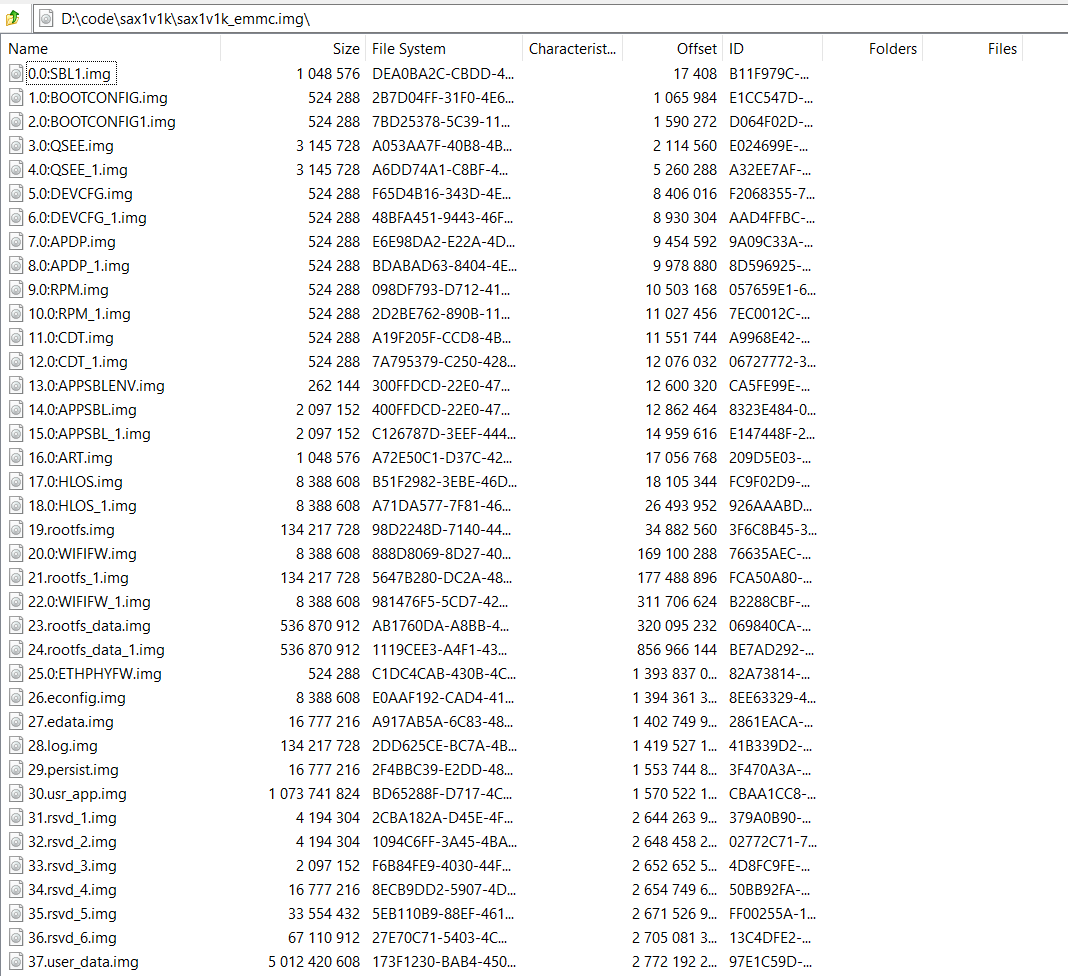 D:\code\sax1v1k\sax1v1k_emmc.img\
Name Size File System Characterist... Offset ID Folders Files
0.0:SBL1.img 1 048 576 DEA0BA2C-CBDD-4... 17 408 B11F979C-...
1.0:BOOTCONFIG.img 524 288 2B7D04FF-31F0-4E6... 1 065 984 E1CC547D-...
2.0:BOOTCONFIG1.img 524 288 7BD25378-5C39-11... 1 590 272 D064F02D-...
3.0:QSEE.img 3 145 728 A053AA7F-40B8-4B... 2 114 560 E024699E-...
4.0:QSEE_1.img 3 145 728 A6DD74A1-C8BF-4... 5 260 288 A32EE7AF-...
5.0:DEVCFG.img 524 288 F65D4B16-343D-4E... 8 406 016 F2068355-7...
6.0:DEVCFG_1.img 524 288 48BFA451-9443-46F... 8 930 304 AAD4FFBC-...
7.0:APDP.img 524 288 E6E98DA2-E22A-4D... 9 454 592 9A09C33A-...
8.0:APDP_1.img 524 288 BDABAD63-8404-4E... 9 978 880 8D596925-...
9.0:RPM.img 524 288 098DF793-D712-41... 10 503 168 057659E1-6...
10.0:RPM_1.img 524 288 2D2BE762-890B-11... 11 027 456 7EC0012C-...
11.0:CDT.img 524 288 A19F205F-CCD8-4B... 11 551 744 A9968E42-...
12.0:CDT_1.img 524 288 7A795379-C250-428... 12 076 032 06727772-3...
13.0:APPSBLENV.img 262 144 300FFDCD-22E0-47... 12 600 320 CA5FE99E-...
14.0:APPSBL.img 2 097 152 400FFDCD-22E0-47... 12 862 464 8323E484-0...
15.0:APPSBL_1.img 2 097 152 C126787D-3EEF-444... 14 959 616 E147448F-2...
16.0:ART.img 1 048 576 A72E50C1-D37C-42... 17 056 768 209D5E03-...
17.0:HLOS.img 8 388 608 B51F2982-3EBE-46D... 18 105 344 FC9F02D9-...
18.0:HLOS_1.img 8 388 608 A71DA577-7F81-46... 26 493 952 926AAABD...
19.rootfs.img 134 217 728 98D2248D-7140-44... 34 882 560 3F6C8B45-3...
20.0:WIFIFW.img 8 388 608 888D8069-8D27-40... 169 100 288 76635AEC-...
21.rootfs_1.img 134 217 728 5647B280-DC2A-48... 177 488 896 FCA50A80-...
22.0:WIFIFW_1.img 8 388 608 981476F5-5CD7-42... 311 706 624 B2288CBF-...
23.rootfs_data.img 536 870 912 AB1760DA-A8BB-4... 320 095 232 069840CA-...
24.rootfs_data_1.img 536 870 912 1119CEE3-A4F1-43... 856 966 144 BE7AD292-...
25.0:ETHPHYFW.img 524 288 C1DC4CAB-430B-4C... 1 393 837 0... 82A73814-...
26.econfig.img 8 388 608 E0AAF192-CAD4-41... 1 394 361 3... 8EE63329-4...
27.edata.img 16 777 216 A917AB5A-6C83-48... 1 402 749 9... 2861EACA-...
28.log.img 134 217 728 2DD625CE-BC7A-4B... 1 419 527 1... 41B339D2-...
29.persist.img 16 777 216 2F4BBC39-E2DD-48... 1 553 744 8... 3F470A3A-...
30.usr_app.img 1 073 741 824 BD65288F-D717-4C... 1 570 522 1... CBAA1CC8-...
31.rsvd_1.img 4 194 304 2CBA182A-D45E-4F... 2 644 263 9... 379A0B90-...
32.rsvd_2.img 4 194 304 1094C6FF-3A45-4BA... 2 648 458 2... 02772C71-7...
33.rsvd_3.img 2 097 152 F6B84FE9-4030-44F... 2 652 652 5... 4D8FC9FE-...
34.rsvd_4.img 16 777 216 8ECB9DD2-5907-4D... 2 654 749 6... 50BB92FA-...
35.rsvd_5.img 33 554 432 5EB110B9-88EF-461... 2 671 526 9... FF00255A-1...
36.rsvd_6.img 67 110 912 27E70C71-5403-4C... 2 705 081 3... 13C4DFE2-...
37.user_data.img 5 012 420 608 173F1230-BAB4-450... 2 772 192 2... 97E1C59D-...